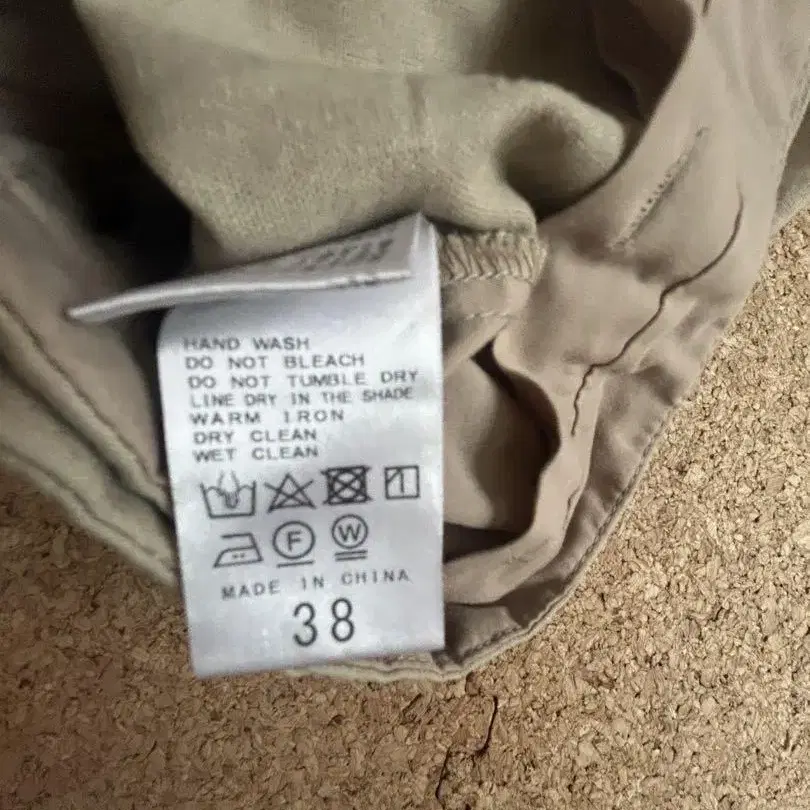 HAND WASH
DO NOT BLEACH
DO NOT TUMBLE DRY
LINE DRY IN THE SHADE
WARM IRON
DRY CLEAN
WET CLEAN
F W
MADE IN CHINA
38